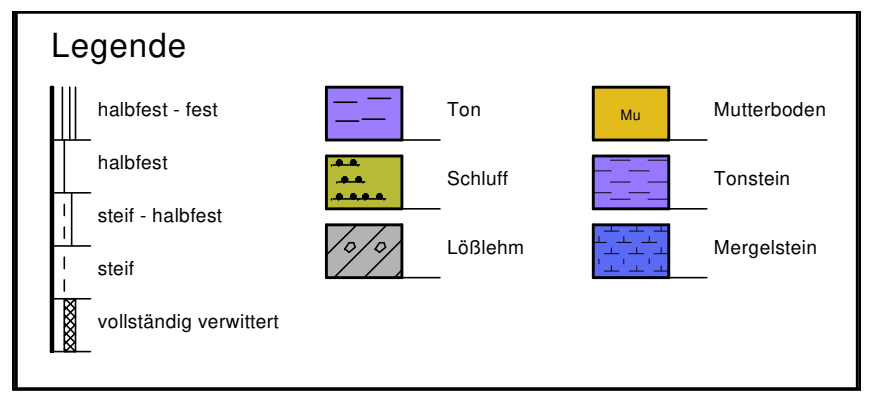 Legende
halbfest - fest
halbfest
steif - halbfest
steif
vollständig verwittert
Ton
Schluff
Lößlehm
Mu
Mutterboden
Tonstein
Mergelstein